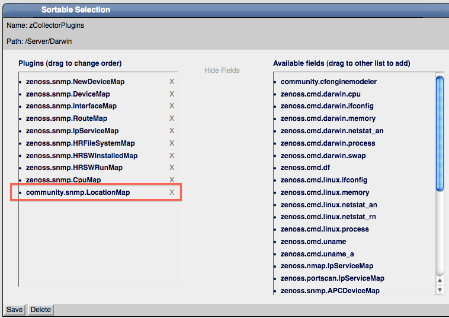 Sortable Selection
Name: zCollectorPlugins
Path: /Server/Darwin
Plugins (drag to change order)
zenoss.snmp.NewDeviceMap X
zenoss.snmp.DeviceMap X
zenoss.snmp.InterfaceMap X
zenoss.snmp.RouteMap X
zenoss.snmp.IpServiceMap X
zenoss.snmp.HRFileSystemMap X
zenoss.snmp.HRSWInstalledMap X
zenoss.snmp.HRSWRunMap X
zenoss.snmp.CpuMap X
community.snmp.LocationMap X
Hide Fields
Available fields (drag to other list to add)
community.cfenginemodeler
zenoss.cmd.darwin.cpu
zenoss.cmd.darwin.ifconfig
zenoss.cmd.darwin.memory
zenoss.cmd.darwin.netstat_an
zenoss.cmd.darwin.process
zenoss.cmd.darwin.swap
zenoss.cmd.df
zenoss.cmd.linux.ifconfig
zenoss.cmd.linux.memory
zenoss.cmd.linux.netstat_an
zenoss.cmd.linux.netstat_rn
zenoss.cmd.linux.process
zenoss.cmd.uname
zenoss.cmd.uname_a
zenoss.nmap.IpServiceMap
zenoss.portscan.IpServiceMap
zenoss.snmp.APCDeviceMap
Save Delete